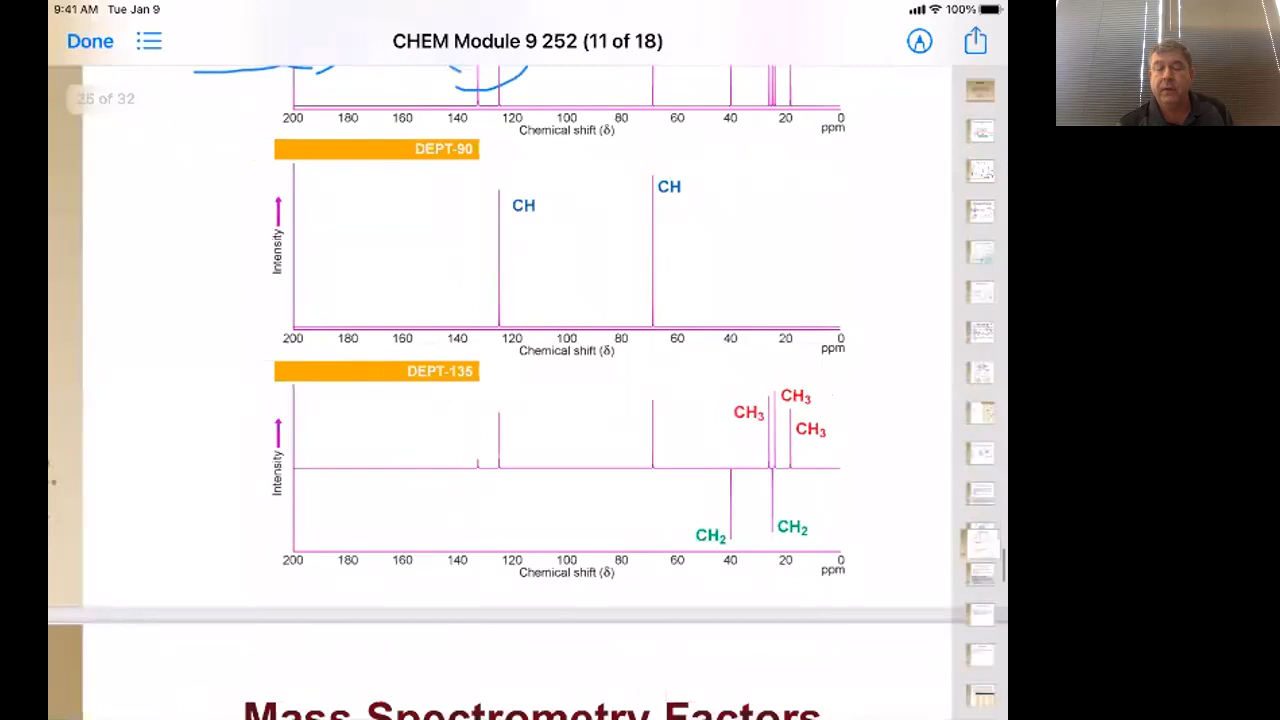 9:41 AM Tue Jan 9
100%
Done
CHEM Module 9 252 (11 of 18)
25 of 32
200 180 160 140 120 100 80 60 40 20 0
Chemical shift (δ)
ppm
DEPT-90
Intensity
CH
CH
200 180 160 140 120 100 80 60 40 20 0
Chemical shift (δ)
ppm
DEPT-135
Intensity
CH₃
CH₃
CH₃
CH₂
CH₂
200 180 160 140 120 100 80 60 40 20 0
Chemical shift (δ)
ppm
Mass Spectrometry Factors